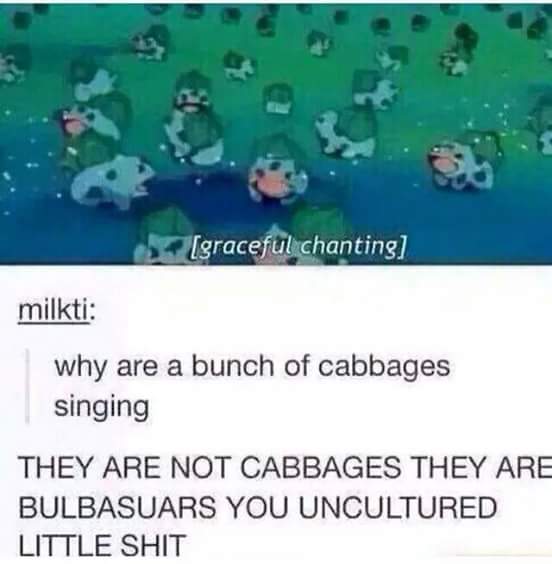 [graceful chanting]
milkti:
why are a bunch of cabbages
singing
THEY ARE NOT CABBAGES THEY ARE
BULBASUARS YOU UNCULTURED
LITTLE SHIT